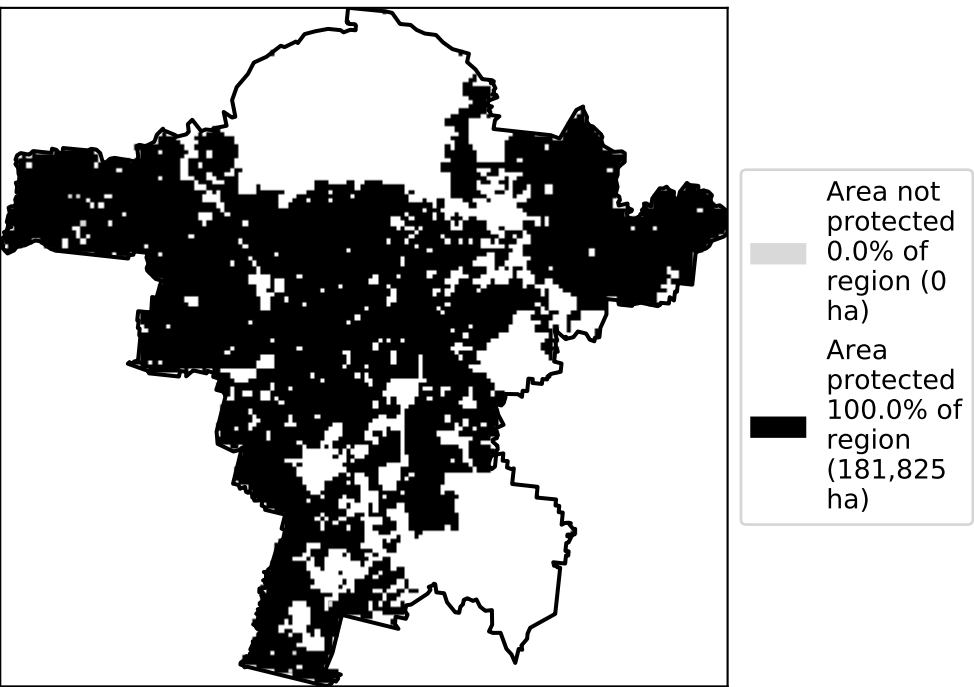 Area not
protected
0.0% of
region (0
ha)
Area
protected
100.0% of
region
(181,825
ha)